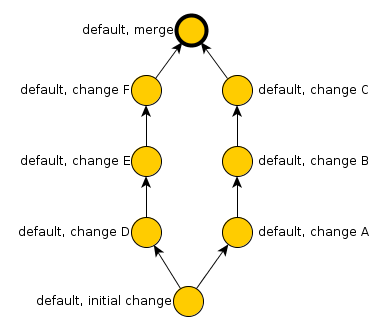 default, merge
default, change F
default, change C
default, change E
default, change B
default, change D
default, change A
default, initial change